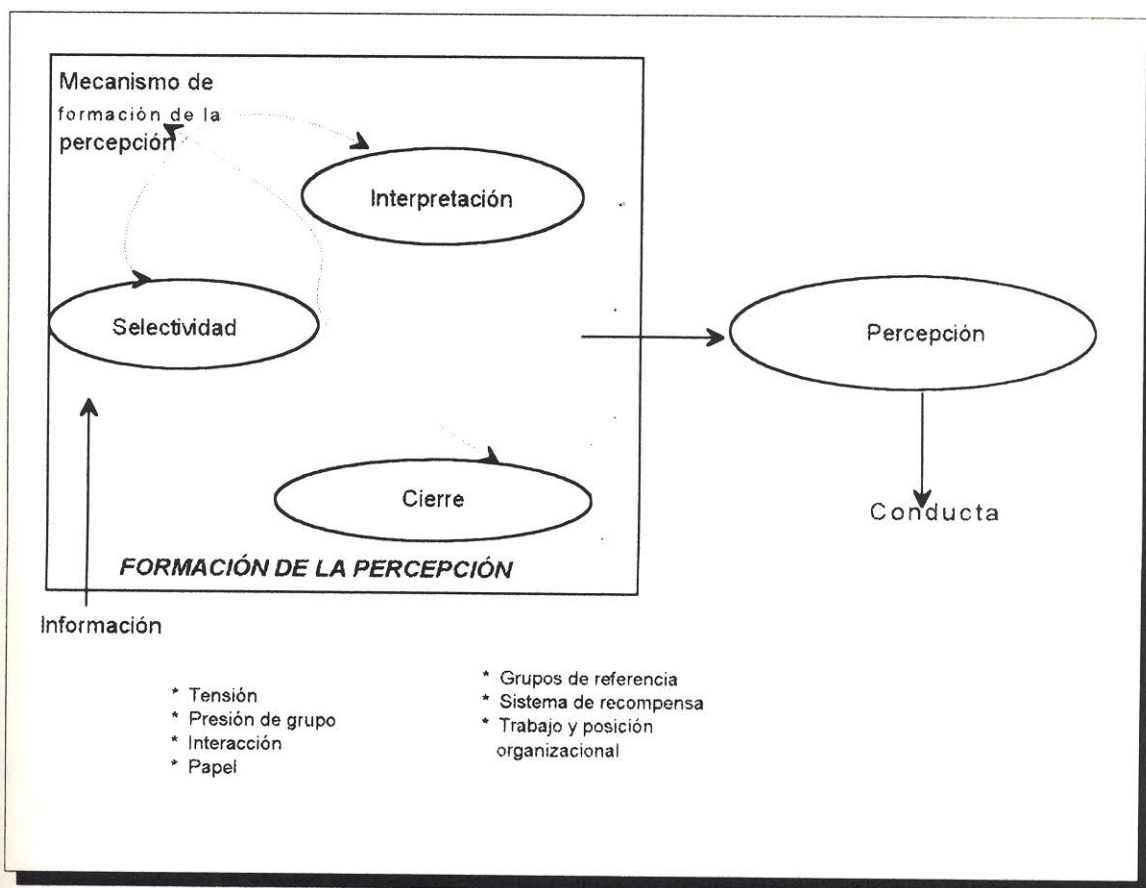 Mecanismo de
formación de la
percepción
Interpretación
Selectividad
Percepción
Cierre
Conducta
FORMACIÓN DE LA PERCEPCIÓN
Información
* Tensión
* Presión de grupo
* Interacción
* Papel
* Grupos de referencia
* Sistema de recompensa
* Trabajo y posición
organizacional